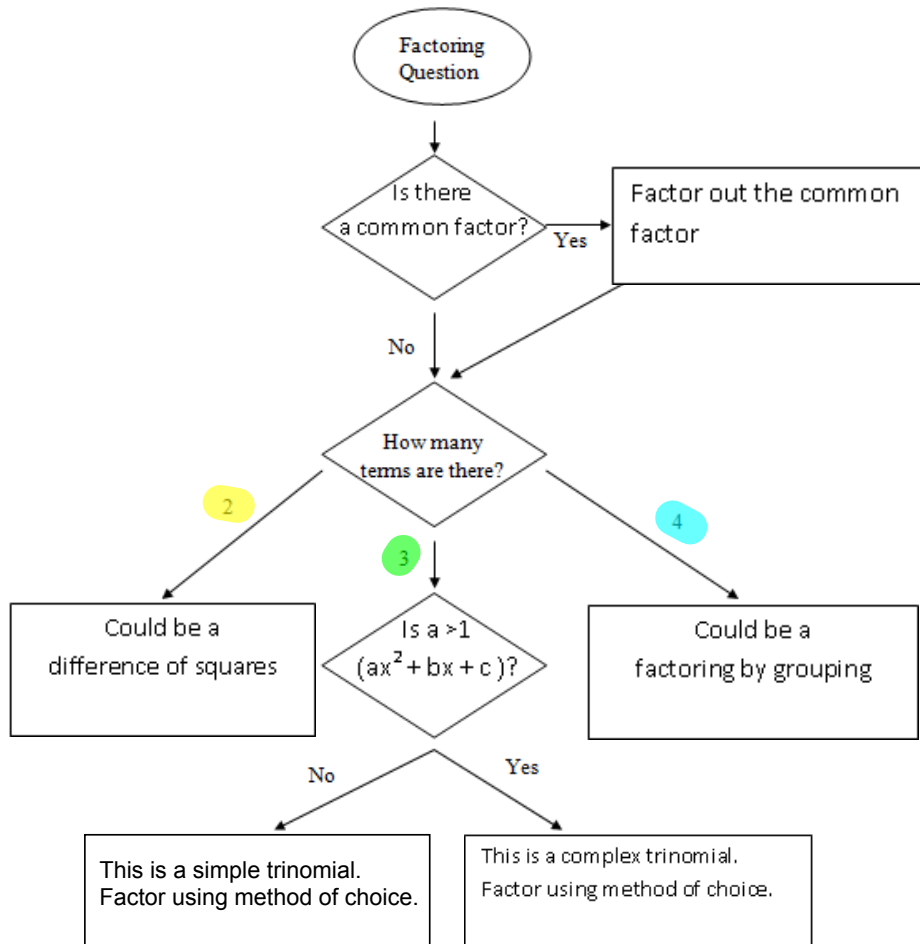 Factoring
Question
Is there
a common factor?
Yes
Factor out the common
factor
No
How many
terms are there?
2
3
4
Could be a
difference of squares
Is a >1
(ax² + bx + c )?
Could be a
factoring by grouping
No
Yes
This is a simple trinomial.
Factor using method of choice.
This is a complex trinomial.
Factor using method of choice.